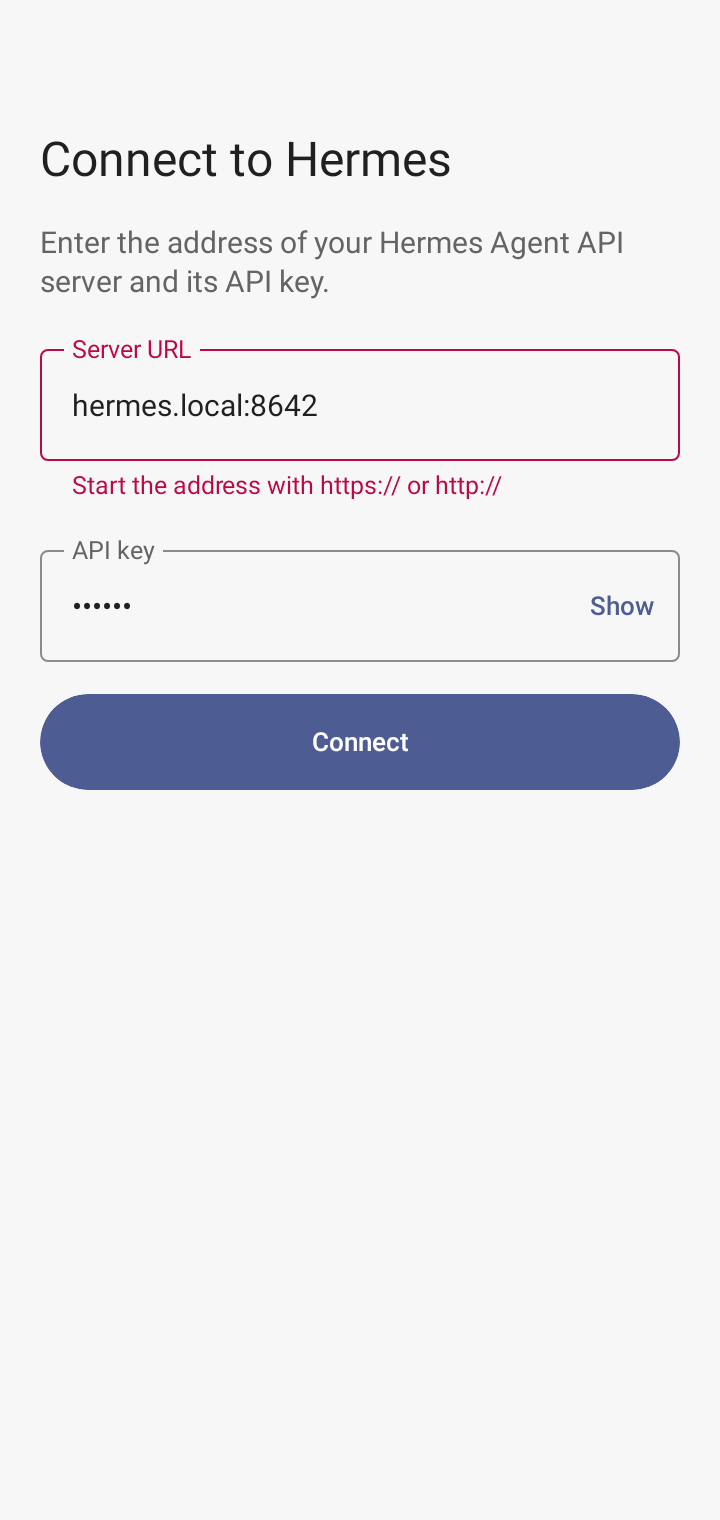 Connect to Hermes
Enter the address of your Hermes Agent API
server and its API key.
Server URL
hermes.local:8642
Start the address with https:// or http://
API key
••••••
Show
Connect